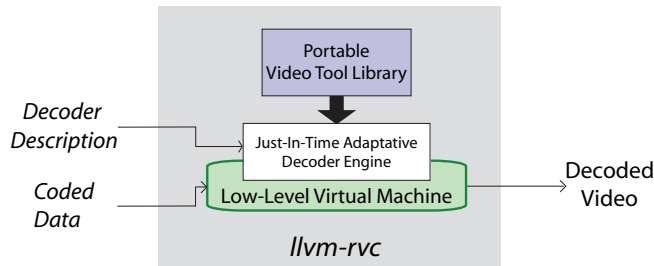 Portable
Video Tool Library
Decoder
Description
Just-In-Time Adaptative
Decoder Engine
Coded
Data
Low-Level Virtual Machine
Decoded
Video
llvm-rvc